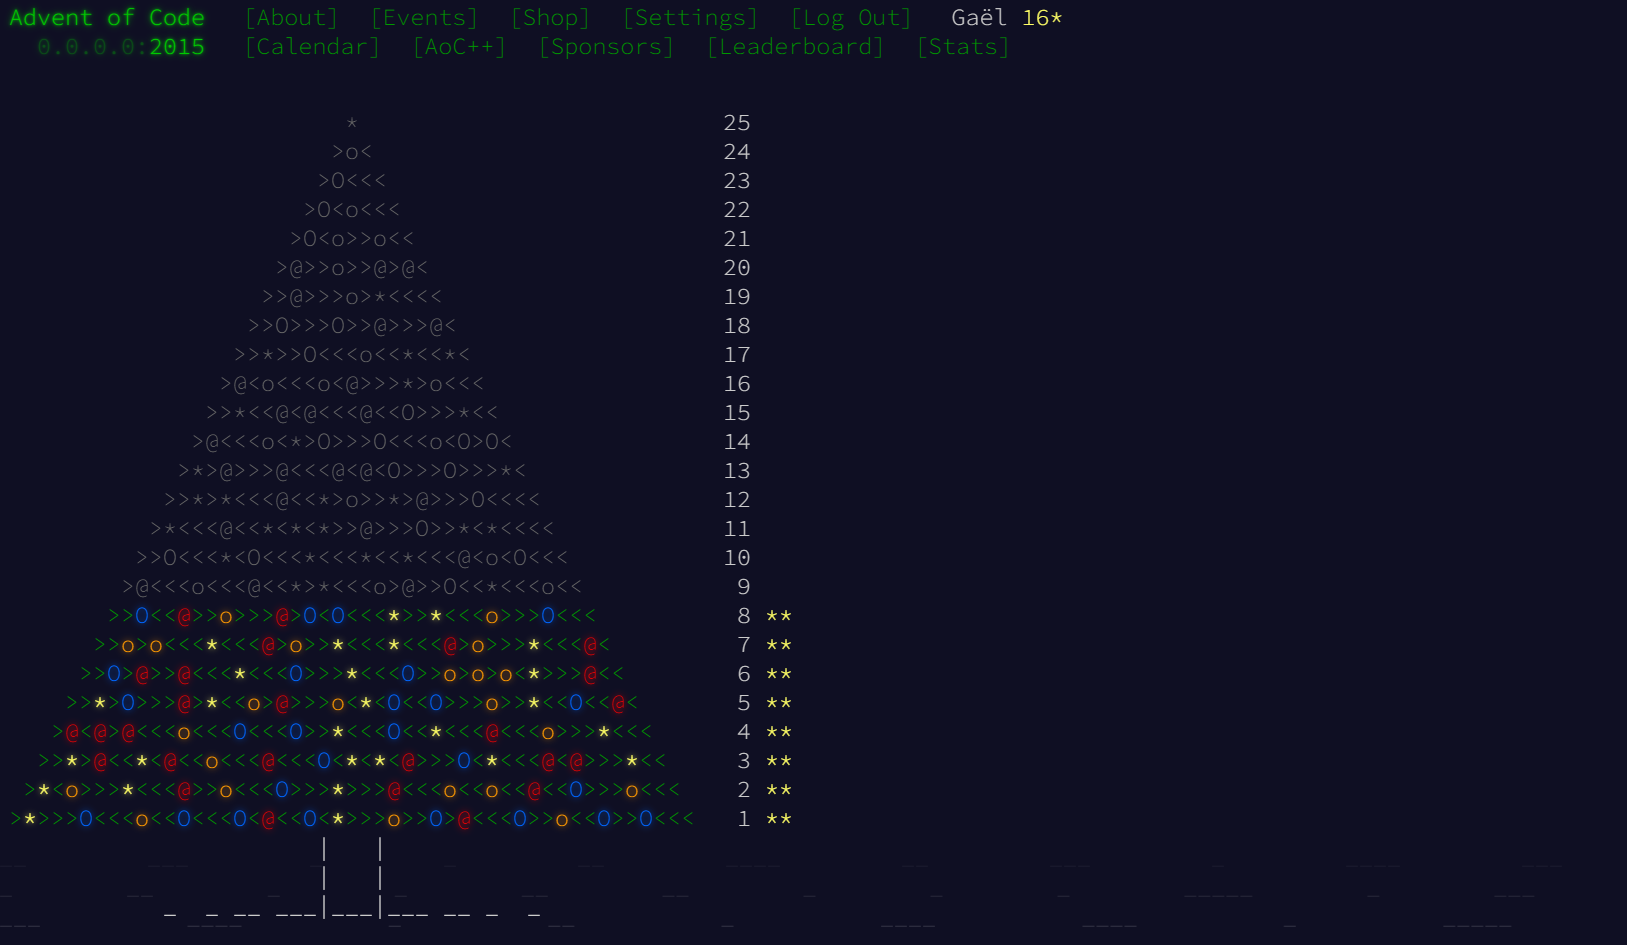 Advent of Code [About] [Events] [Shop] [Settings] [Log Out] Gaël 16*
0.0.0.0:2015 [Calendar] [AoC++] [Sponsors] [Leaderboard] [Stats]
* 25
>o< 24
>O<<< 23
>O<o<<< 22
>O<o>>o<< 21
>@>>o>>@>@< 20
>>@>>>o>*<<<< 19
>>O>>>O>>@>>>@< 18
>>*>>O<<<o<<*<<*< 17
>@<o<<<o<@>>>*>o<<< 16
>>*<<@<@<<<@<<O>>>*<< 15
>@<<<o<*>O>>>O<<<o<O>O< 14
>*>@>>>@<<<@<@<O>>>O>>>*< 13
>>*>*<<<@<<*>o>>*>@>>>O<<<< 12
>*<<<@<<*<*<*>>@>>>O>>*<*<<<< 11
>>O<<<*<O<<<*<<<*<<*<<<@<o<O<<< 10
>@<<<o<<<@<<*>*<<<o>@>>O<<*<<<o<< 9
>>O<<@>>o>>>@>O<O<<<*>>*<<<o>>>O<<< 8 **
>>o>o<<<*<<<@>o>>*<<<*<<<@>o>>>*<<<@< 7 **
>>O>@>>@<<<*<<<O>>>*<<<O>>o>o>o<*>>>@<< 6 **
>>*>O>>>@>*<<o>@>>>o>*<O<<O>>>o>>*<<O<<@< 5 **
>@<@<@<<<o<<<O<<<O>>*<<<O<<*<<<@<<<o>>>*<<< 4 **
>>*>@<<*<@<<o<<<@<<<O<*<*<@>>>O<*<<<@<@>>>*<< 3 **
>*<o>>>*<<<@>>o<<<O>>>*>>>@<<<o<<o<<@<<O>>>o<<< 2 **
>*>>>O<<<o<<O<<<O<@<<O<*>>>o>>O>@<<<O>>o<<O>>O<<< 1 **